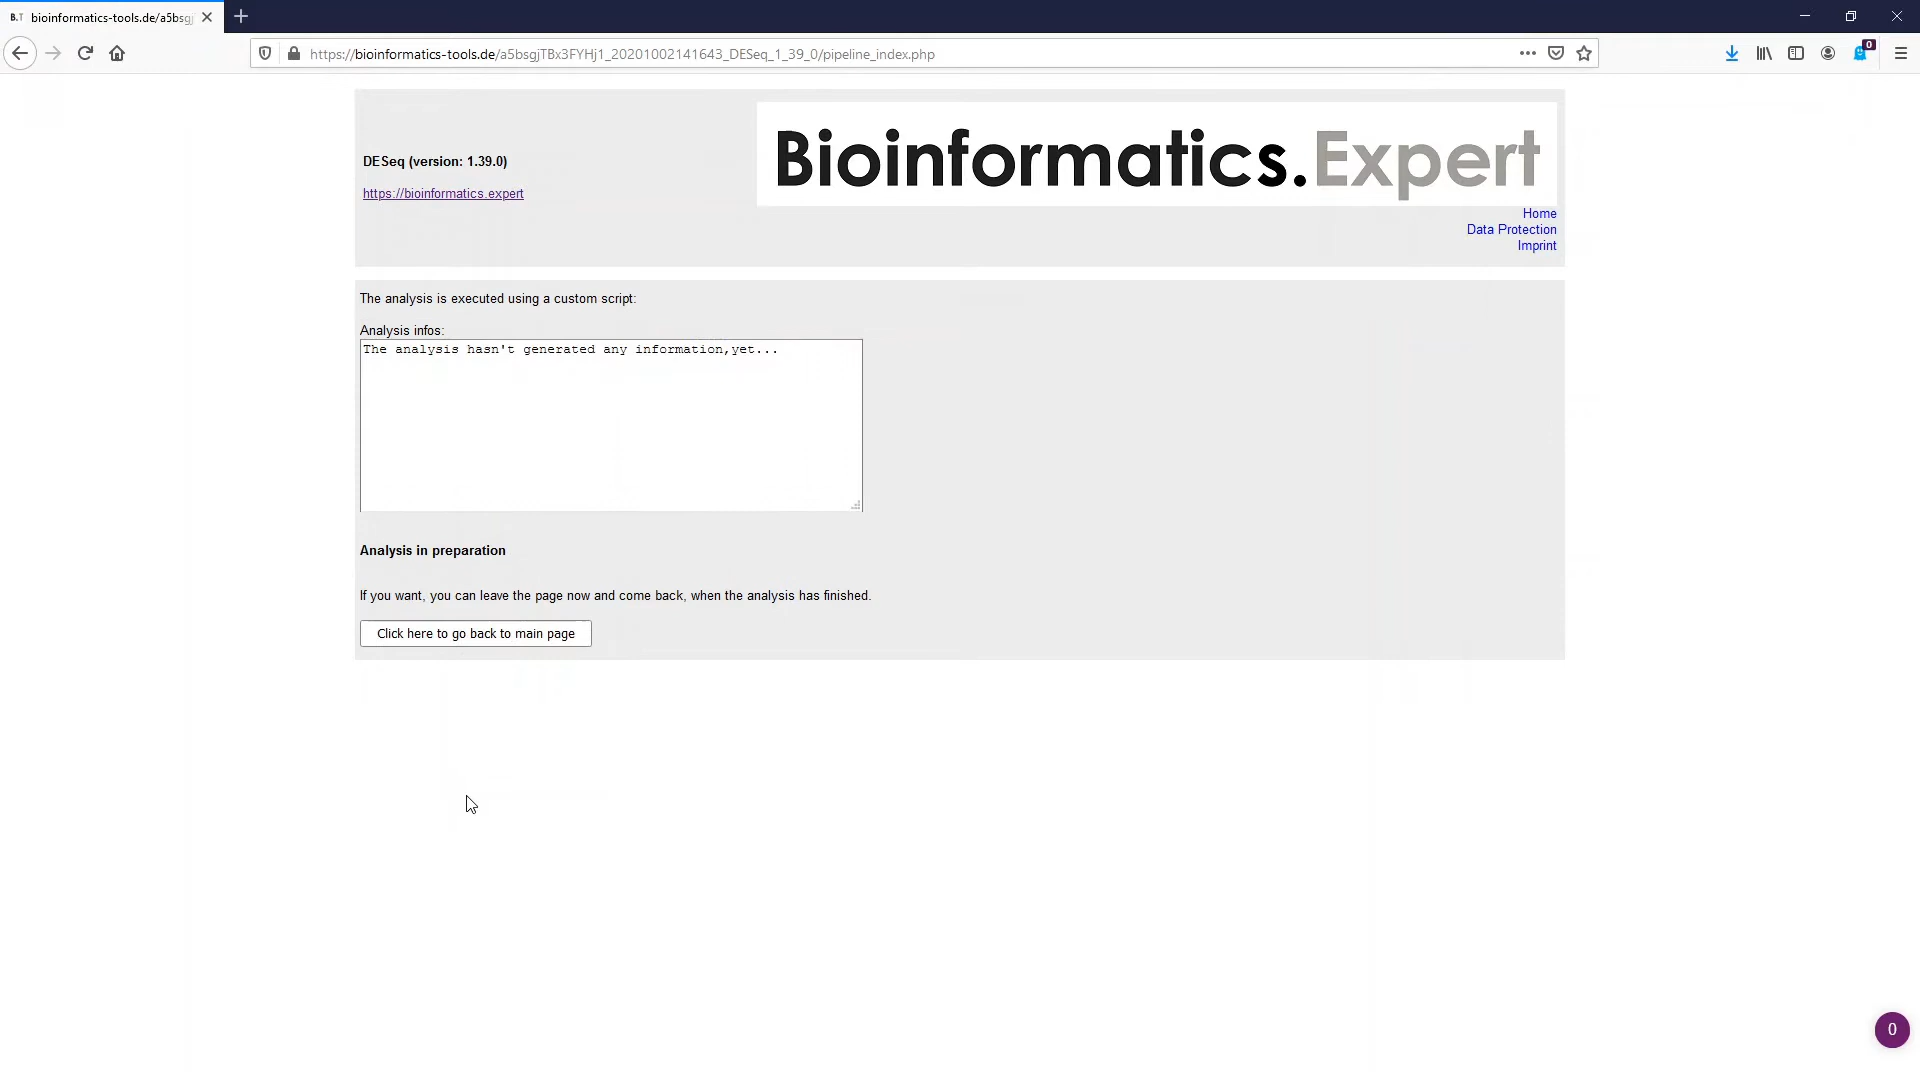 B.T bioinformatics-tools.de/a5bsgj
https://bioinformatics-tools.de/a5bsgjTBx3FYHj1_20201002141643_DESeq_1_39_0/pipeline_index.php
0
DESeq (version: 1.39.0)
https://bioinformatics.expert
Bioinformatics.Expert
Home
Data Protection
Imprint
The analysis is executed using a custom script:
Analysis infos:
The analysis hasn't generated any information,yet...
Analysis in preparation
If you want, you can leave the page now and come back, when the analysis has finished.
Click here to go back to main page
0